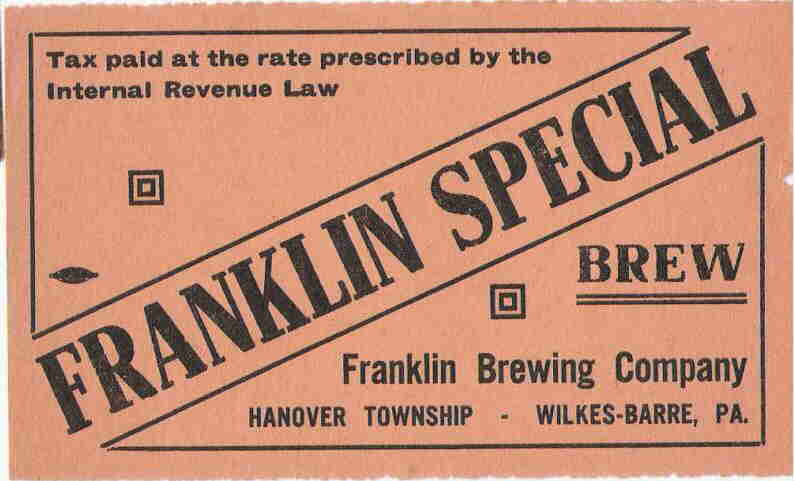 Tax paid at the rate prescribed by the
Internal Revenue Law
FRANKLIN SPECIAL
BREW
Franklin Brewing Company
HANOVER TOWNSHIP - WILKES-BARRE, PA.